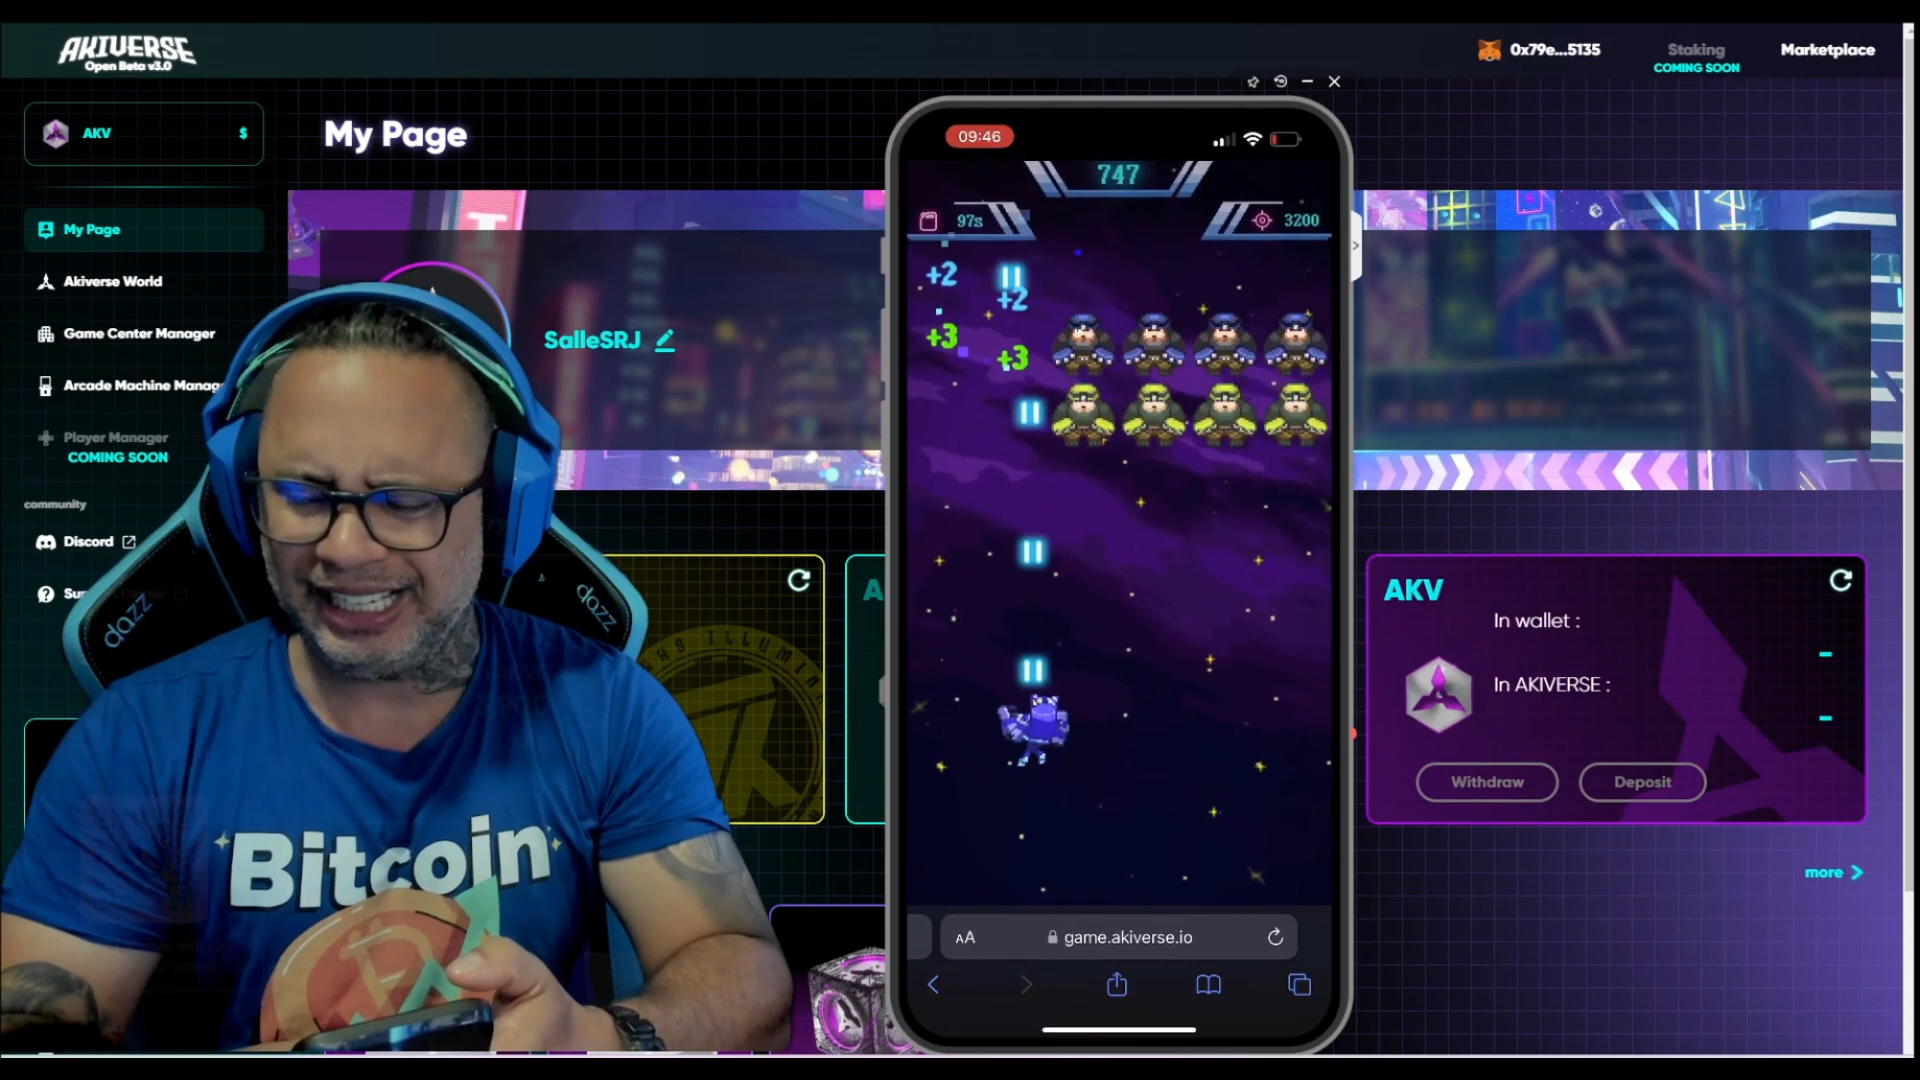 AKIVERSE
Open Beta v3.0
0x79e...5135
Staking
COMING SOON
Marketplace
AKV
$
My Page
My Page
Akiverse World
Game Center Manager
Arcade Machine Manag
Player Manager
COMING SOON
community
Discord
SalleSRJ
dazz
dazz
Bitcoin
09:46
747
97s
3200
+2
+2
+3
+3
AA
game.akiverse.io
A
AKV
In wallet :
-
In AKIVERSE :
-
Withdraw
Deposit
more >